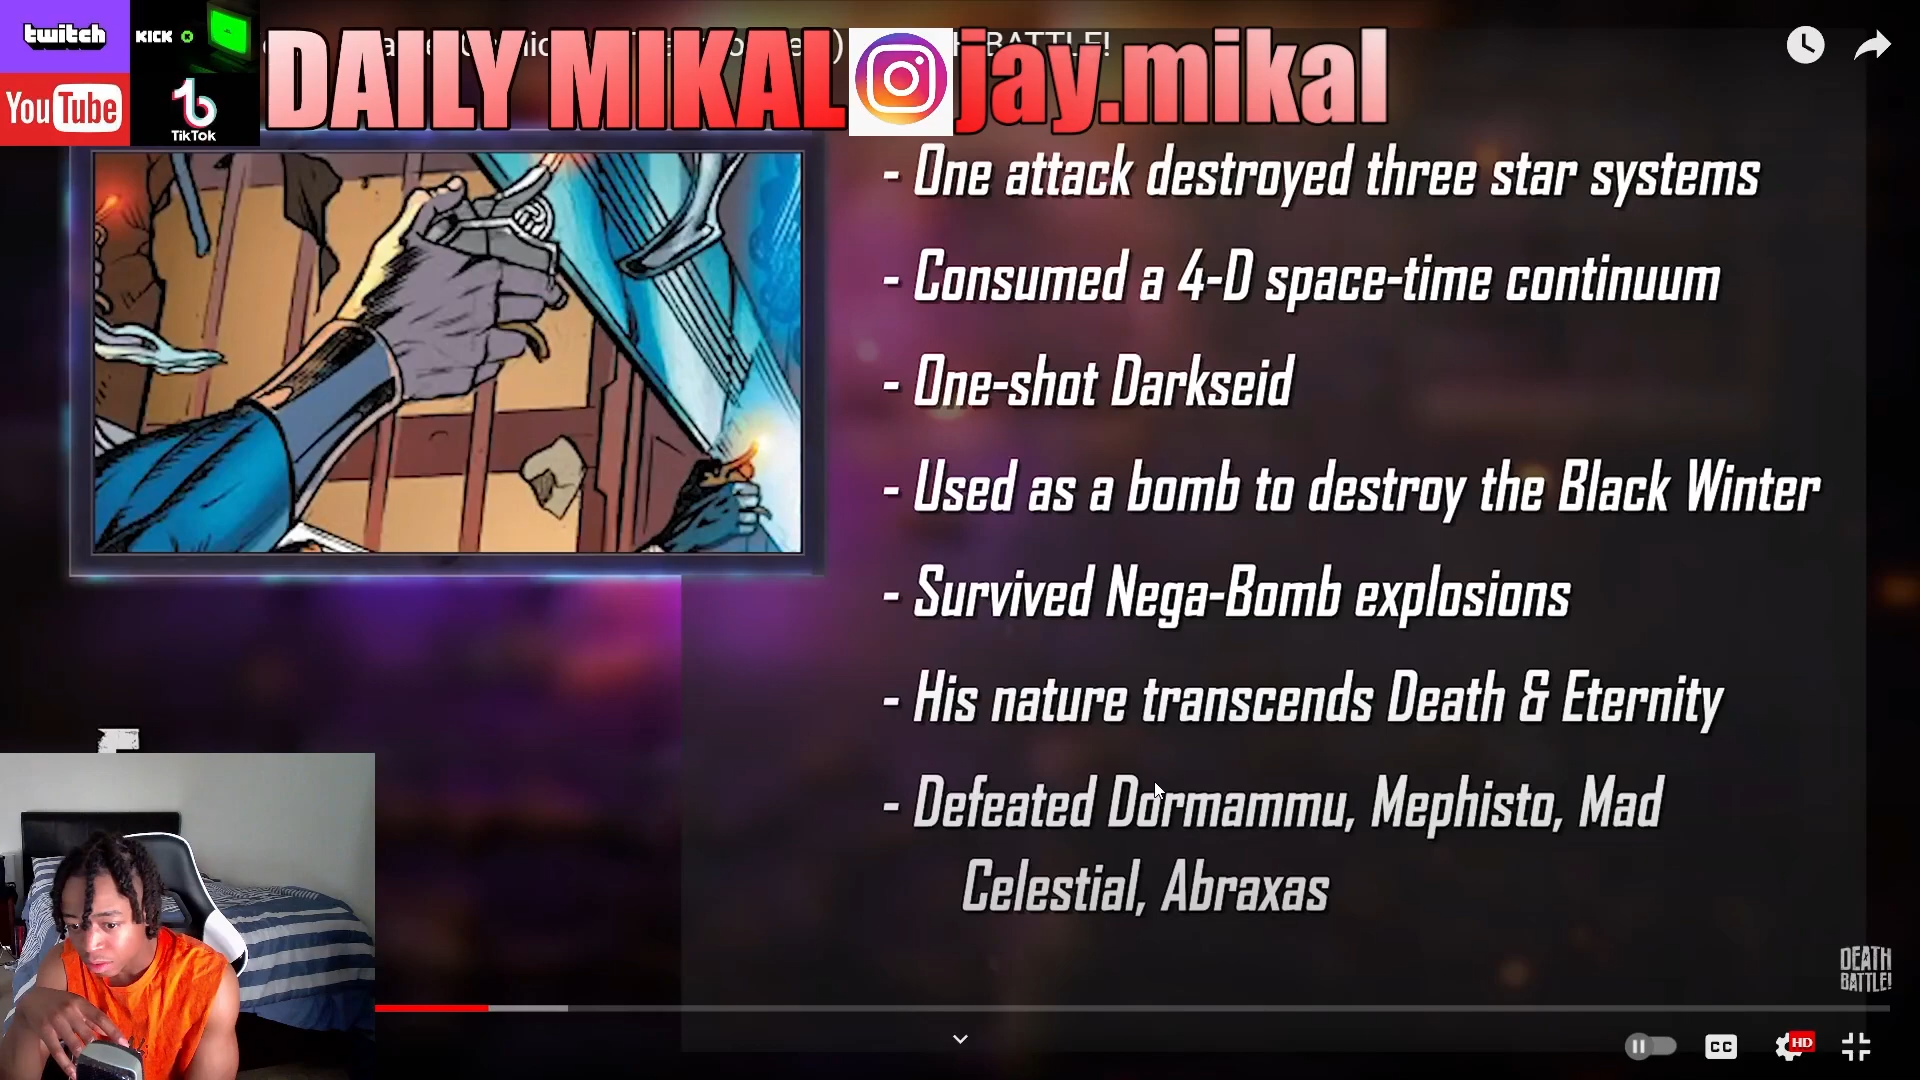 twitch
KICK
YouTube
TikTok
DAILY MIKAL
jay.mikal
BATTLE!
- One attack destroyed three star systems
- Consumed a 4-D space-time continuum
- One-shot Darkseid
- Used as a bomb to destroy the Black Winter
- Survived Nega-Bomb explosions
- His nature transcends Death & Eternity
- Defeated Dormammu, Mephisto, Mad
Celestial, Abraxas
DEATH
BATTLE!
CC
HD